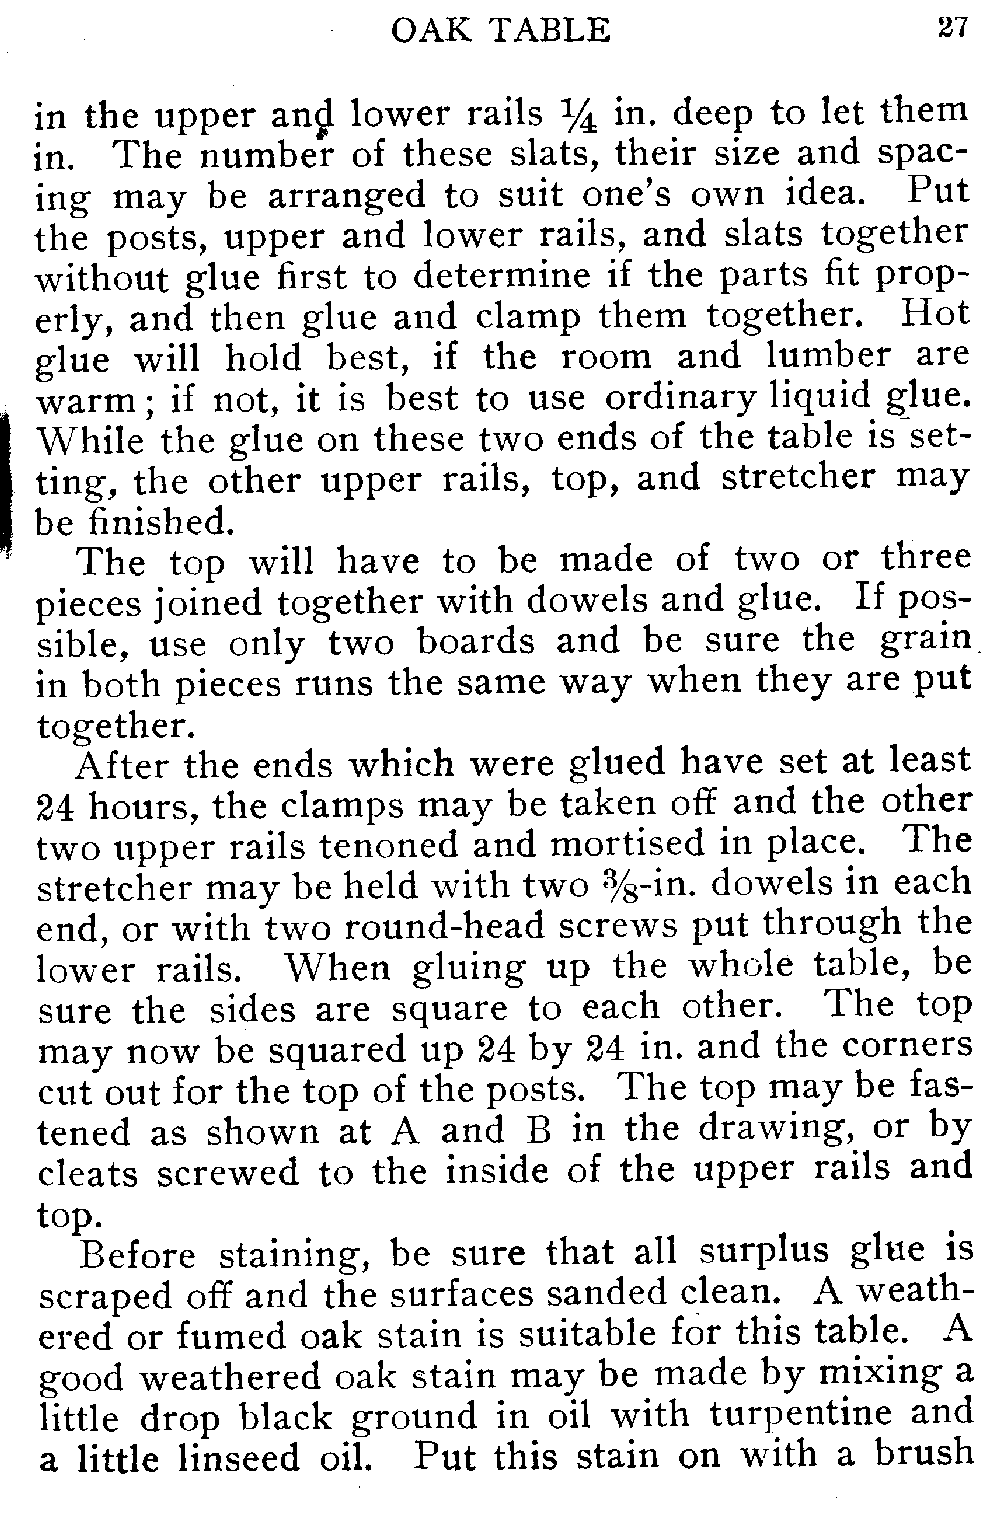 OAK TABLE 27
in the upper and lower rails ¼ in. deep to let them
in. The number of these slats, their size and spac-
ing may be arranged to suit one's own idea. Put
the posts, upper and lower rails, and slats together
without glue first to determine if the parts fit prop-
erly, and then glue and clamp them together. Hot
glue will hold best, if the room and lumber are
warm; if not, it is best to use ordinary liquid glue.
While the glue on these two ends of the table is set-
ting, the other upper rails, top, and stretcher may
be finished.
The top will have to be made of two or three
pieces joined together with dowels and glue. If pos-
sible, use only two boards and be sure the grain
in both pieces runs the same way when they are put
together.
After the ends which were glued have set at least
24 hours, the clamps may be taken off and the other
two upper rails tenoned and mortised in place. The
stretcher may be held with two ⅜-in. dowels in each
end, or with two round-head screws put through the
lower rails. When gluing up the whole table, be
sure the sides are square to each other. The top
may now be squared up 24 by 24 in. and the corners
cut out for the top of the posts. The top may be fas-
tened as shown at A and B in the drawing, or by
cleats screwed to the inside of the upper rails and
top.
Before staining, be sure that all surplus glue is
scraped off and the surfaces sanded clean. A weath-
ered or fumed oak stain is suitable for this table. A
good weathered oak stain may be made by mixing a
little drop black ground in oil with turpentine and
a little linseed oil. Put this stain on with a brush